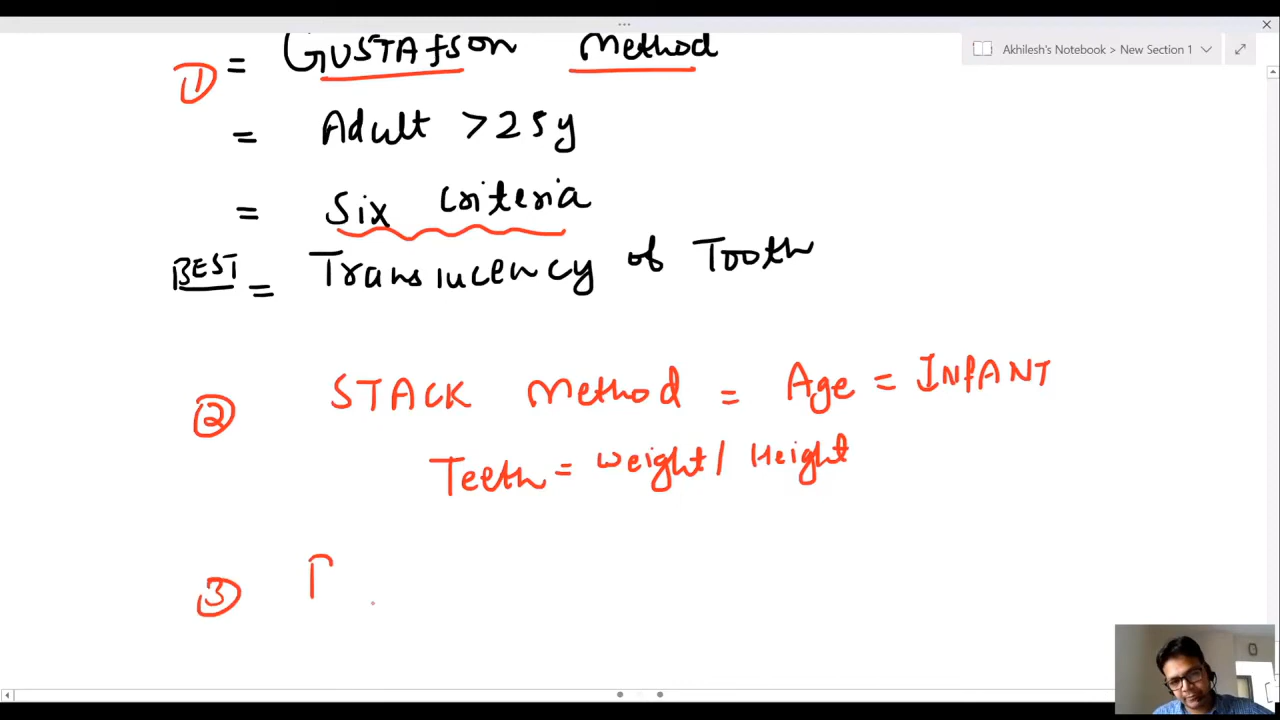 Akhilesh's Notebook > New Section 1
① = GUSTAfSon Method
= Adult >25y
= Six Criteria
BEST = Translucency of Tooth
② STACK Method = Age = INfANT
Teeth = weight / Height
③